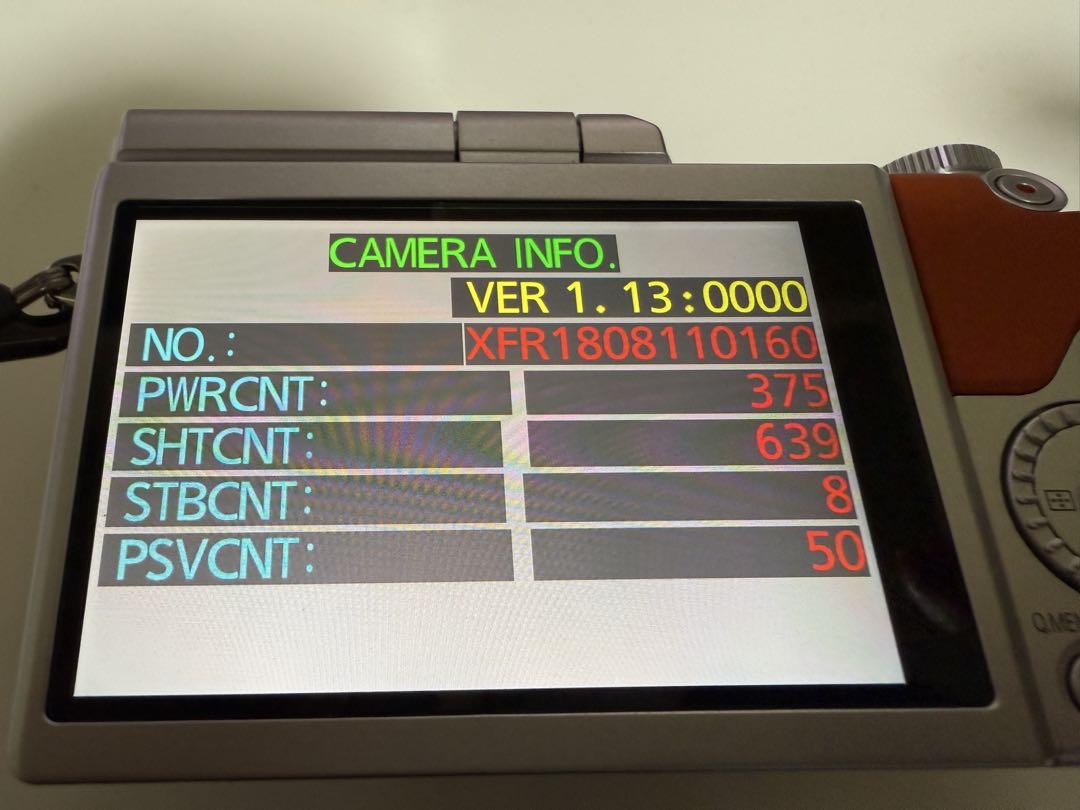 CAMERA INFO.
VER 1.13:0000
NO.: XFR1808110160
PWRCNT: 375
SHTCNT: 639
STBCNT: 8
PSVCNT: 50